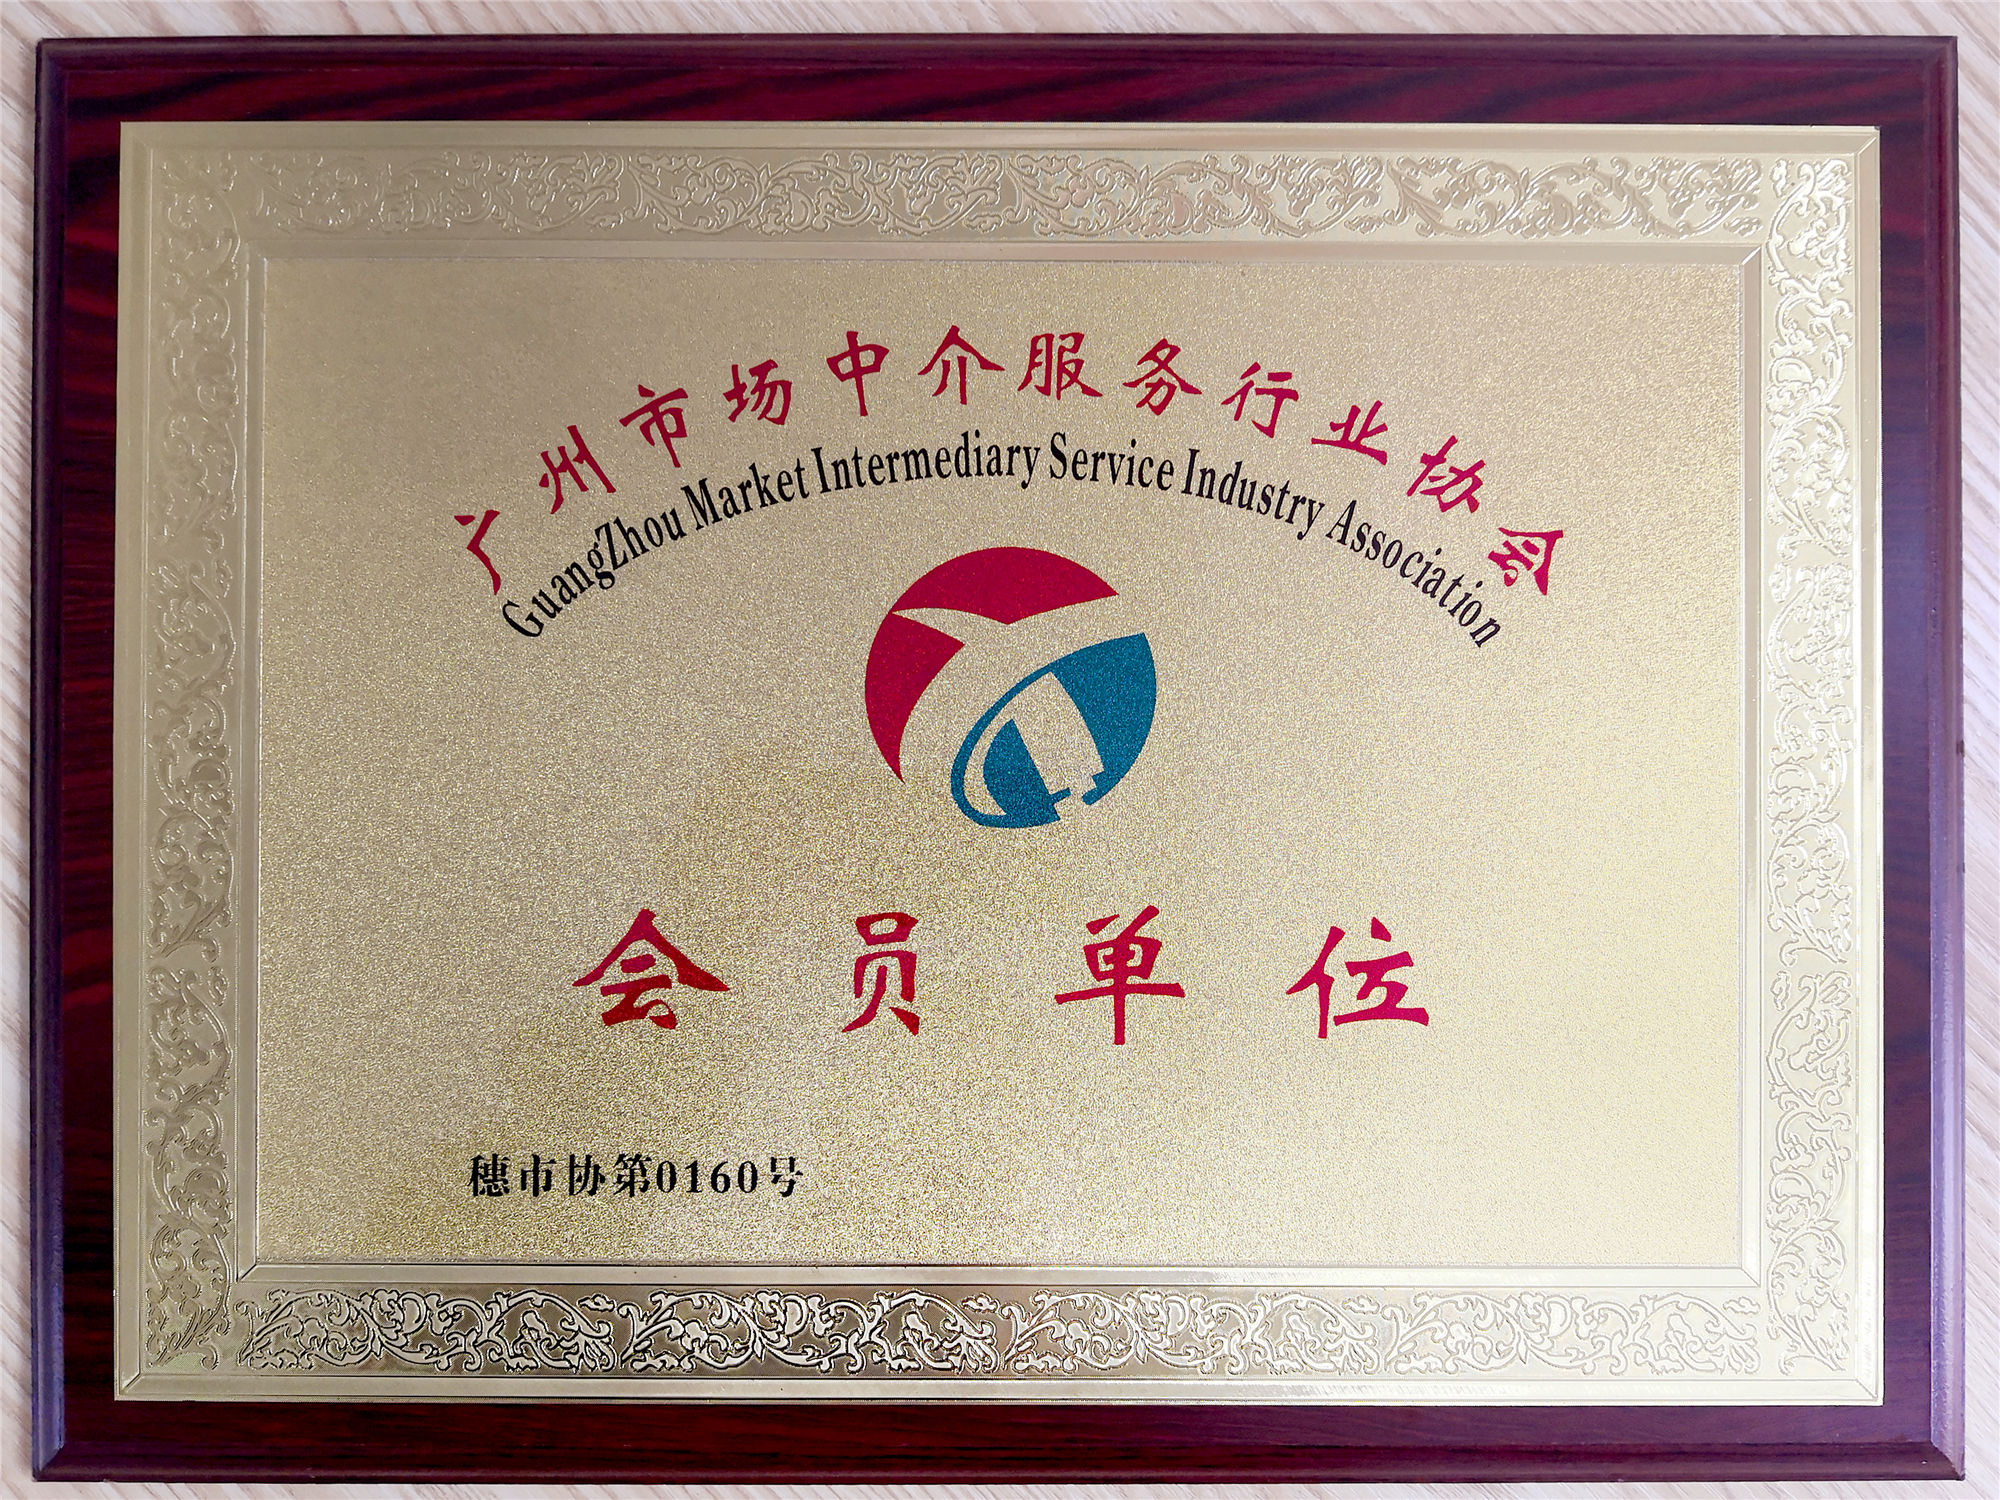 广州市场中介服务行业协会
GuangZhou Market Intermediary Service Industry Association
会员单位
穗市协第0160号